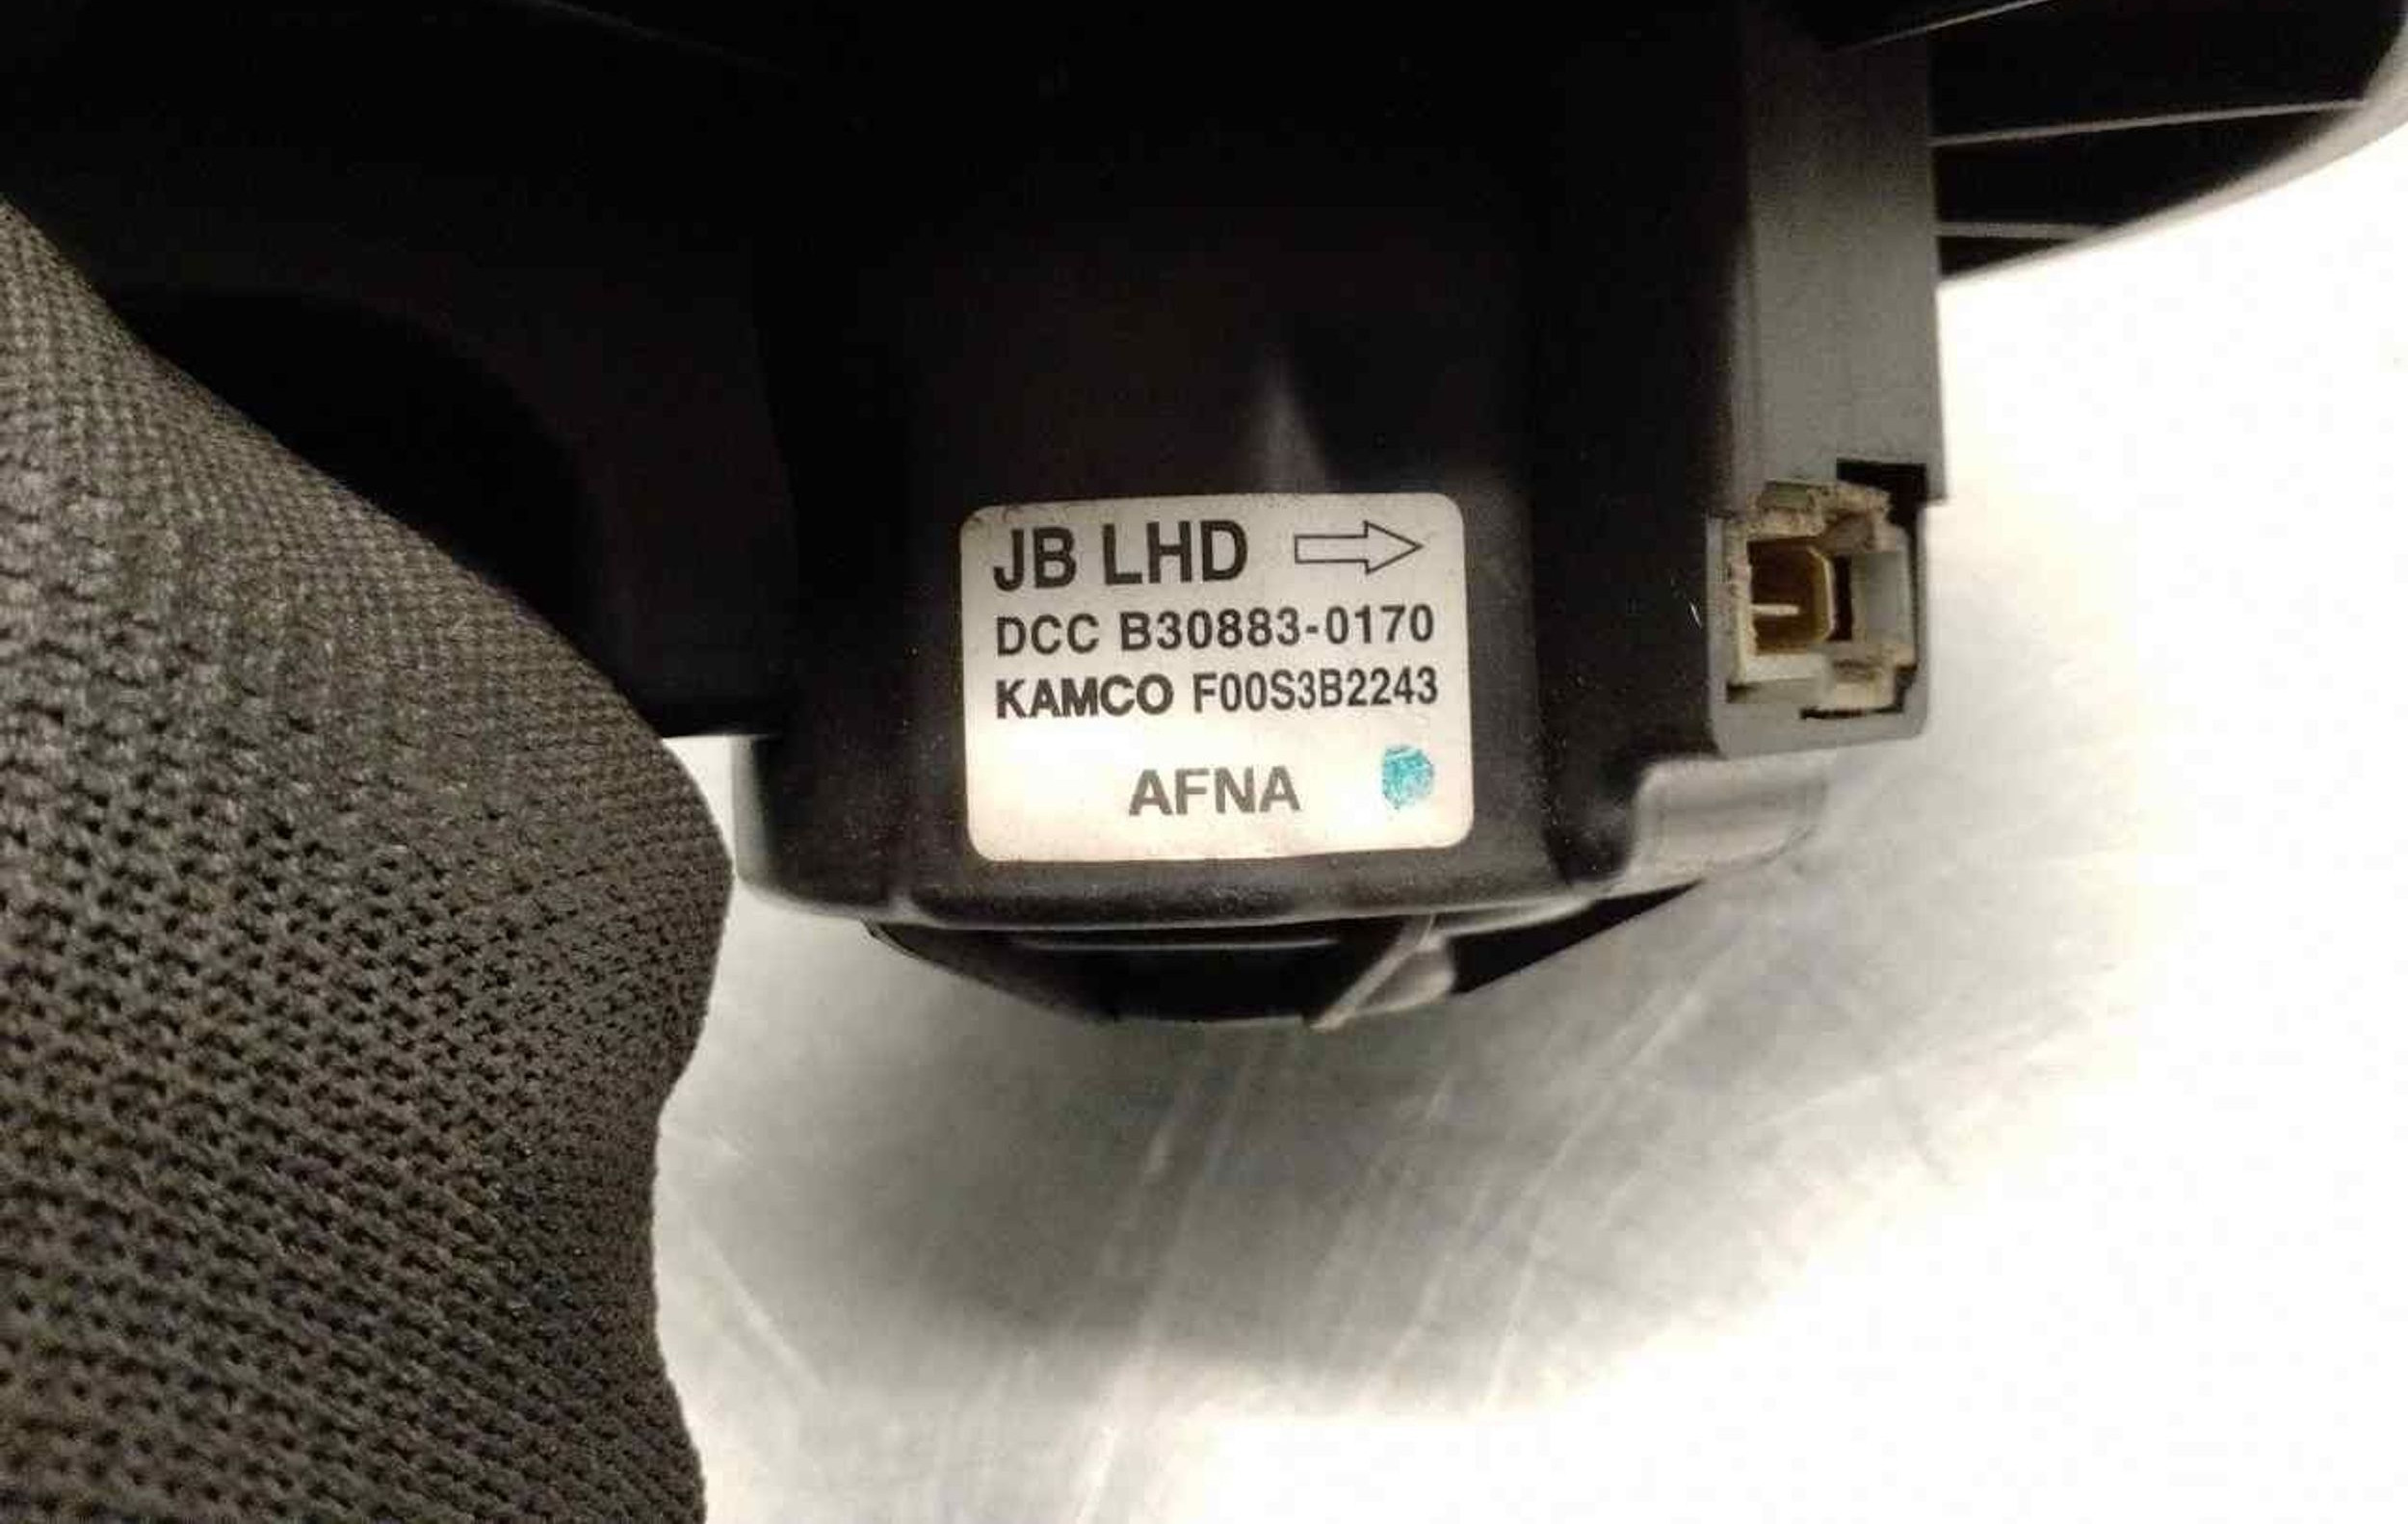 JB LHD
DCC B30883-0170
KAMCO F00S3B2243
AFNA